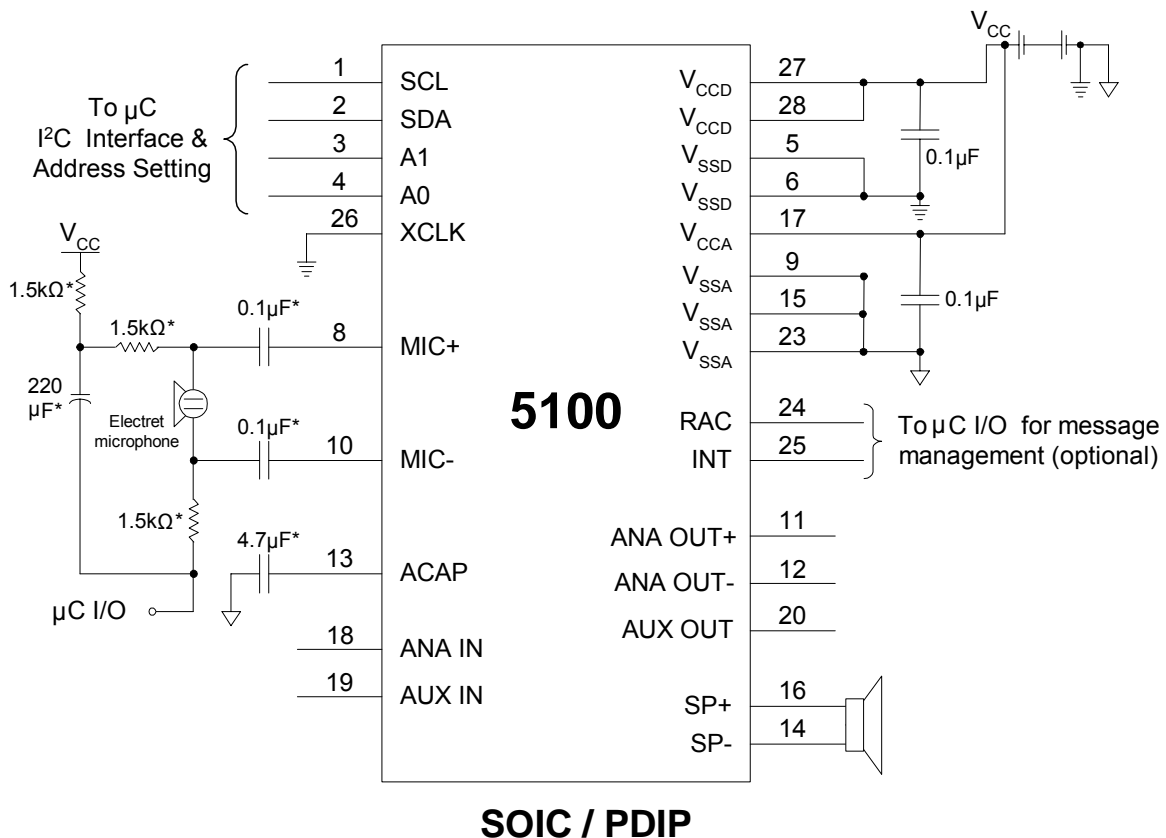 1 SCL
2 SDA
3 A1
4 A0
26 XCLK
To µC
I²C Interface &
Address Setting
V_CC
1.5kΩ*
1.5kΩ*
220
µF*
Electret
microphone
0.1µF*
8 MIC+
0.1µF*
10 MIC-
1.5kΩ*
4.7µF*
13 ACAP
µC I/O
18 ANA IN
19 AUX IN
5100
V_CCD 27
V_CCD 28
V_SSD 5
V_SSD 6
V_CCA 17
V_SSA 9
V_SSA 15
V_SSA 23
V_CC
0.1µF
0.1µF
RAC 24
INT 25
To µC I/O for message
management (optional)
ANA OUT+ 11
ANA OUT- 12
AUX OUT 20
SP+ 16
SP- 14
SOIC / PDIP